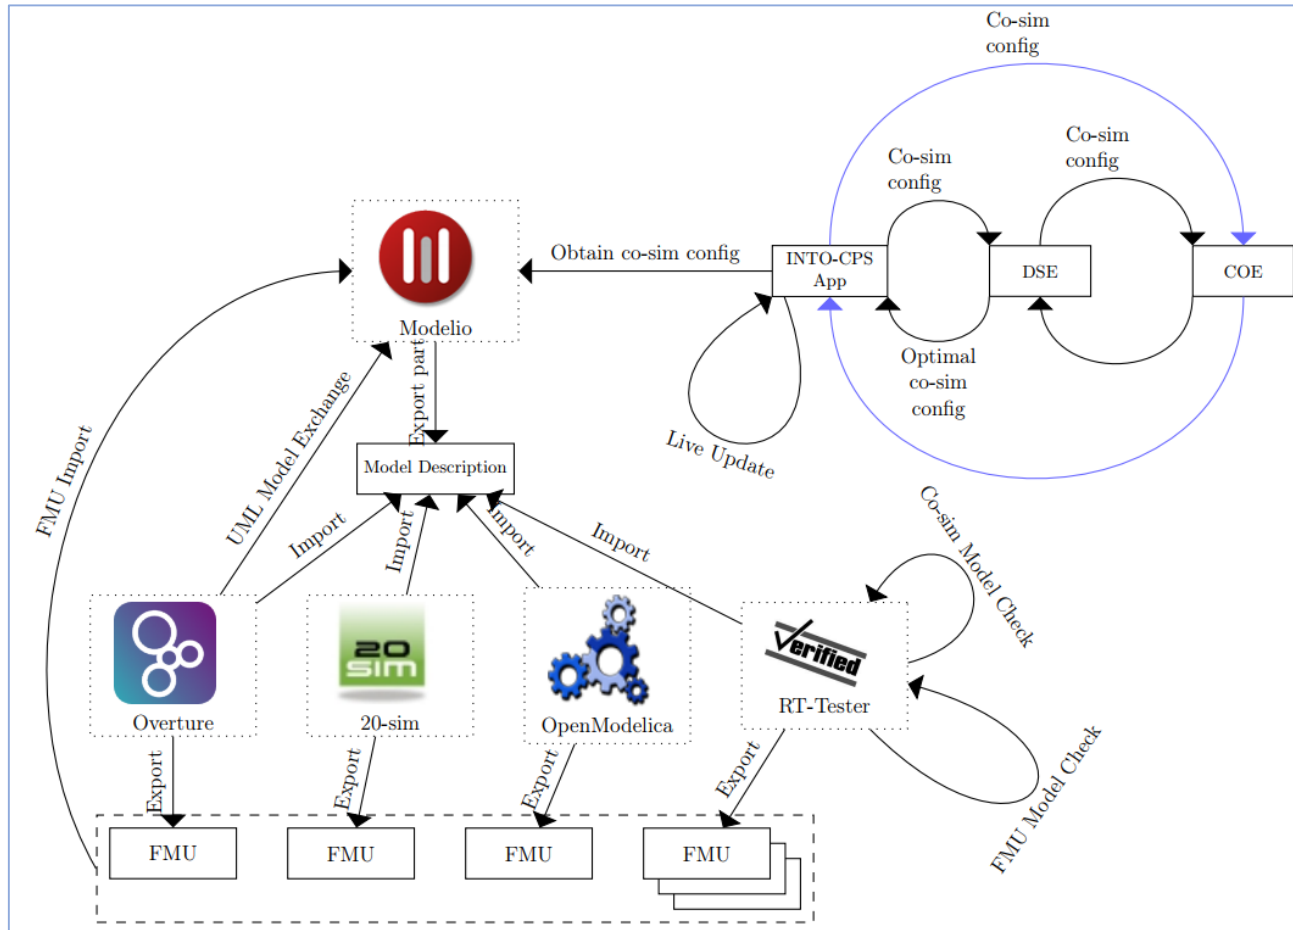 Co-sim
config
Co-sim
config
Co-sim
config
Obtain co-sim config
INTO-CPS
App
DSE
COE
Modelio
Optimal
co-sim
config
Export part
Live Update
UML Model Exchange
FMU Import
Model Description
Import
Import
Import
Import
Co-sim Model Check
20
SIM
Verified
Overture
20-sim
OpenModelica
RT-Tester
FMU Model Check
Export
Export
Export
Export
FMU
FMU
FMU
FMU